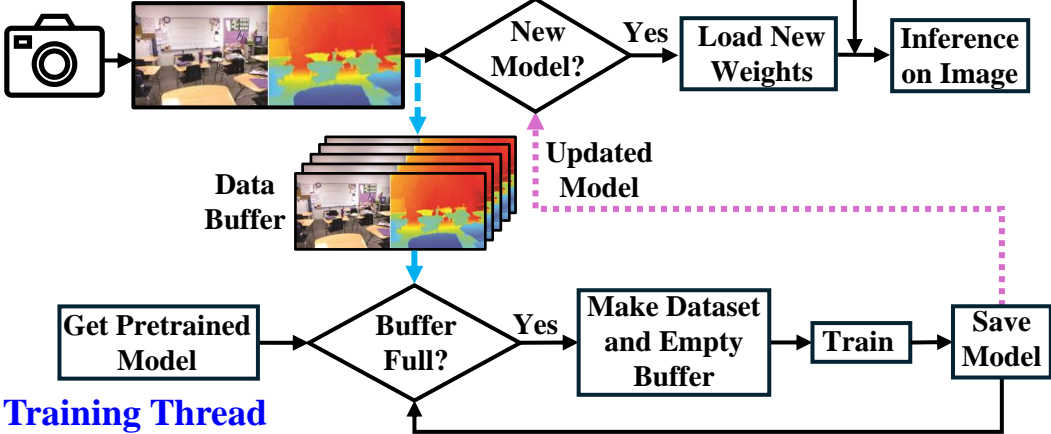 New
Model?
Yes
Load New
Weights
Inference
on Image
Data
Buffer
Updated
Model
Get Pretrained
Model
Buffer
Full?
Yes
Make Dataset
and Empty
Buffer
Train
Save
Model
Training Thread